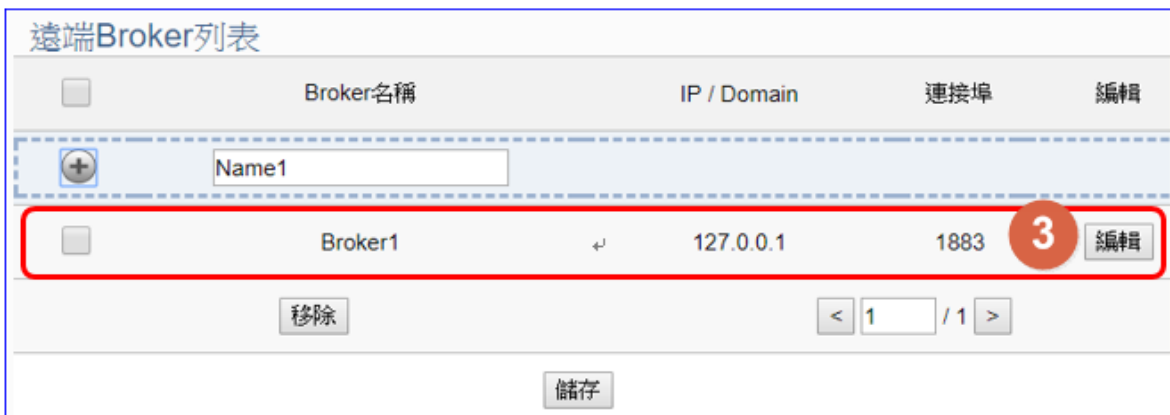 遠端Broker列表
Broker名稱 IP / Domain 連接埠 編輯
Name1
Broker1 ↵ 127.0.0.1 1883 3 編輯
移除 < 1 / 1 >
儲存